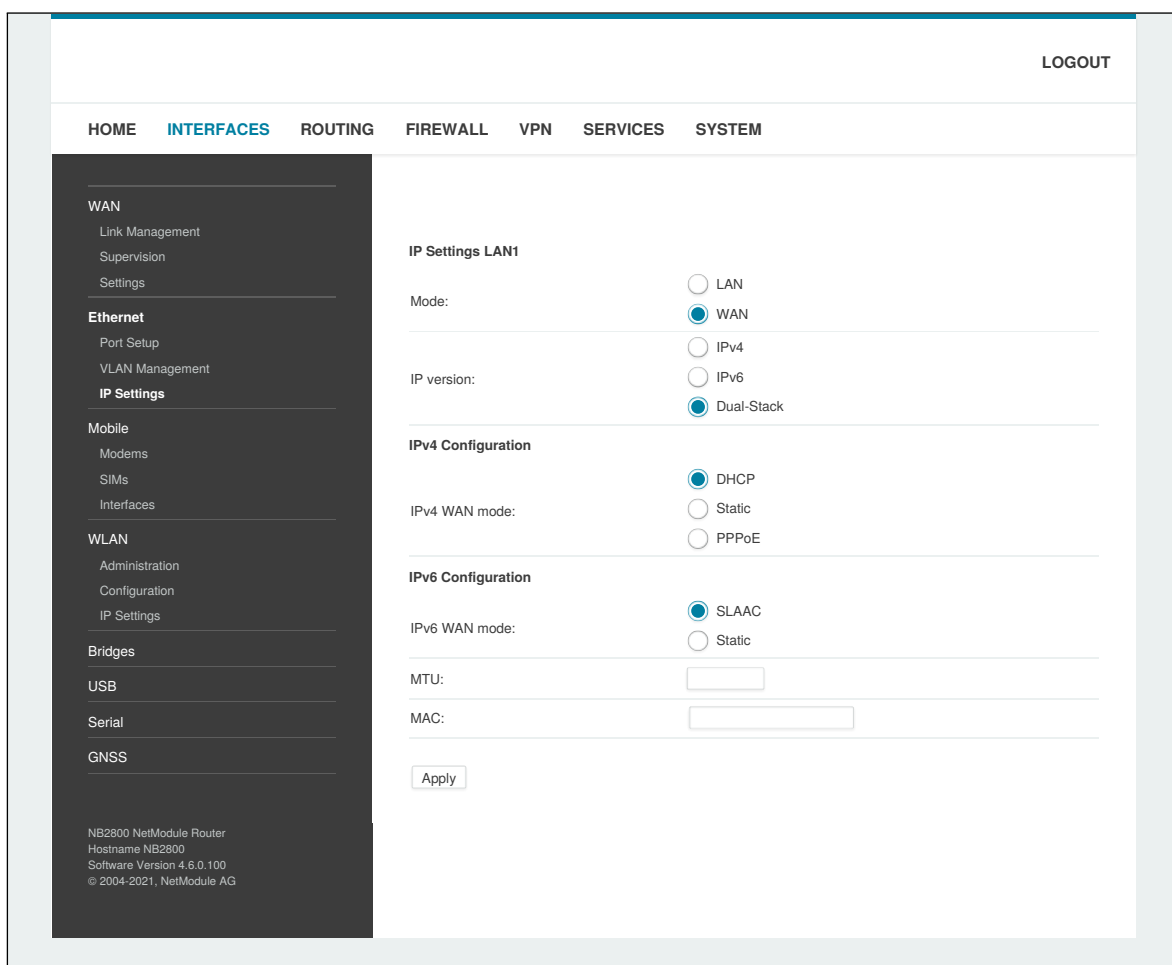 LOGOUT
HOME INTERFACES ROUTING FIREWALL VPN SERVICES SYSTEM
WAN
Link Management
Supervision
Settings
Ethernet
Port Setup
VLAN Management
IP Settings
Mobile
Modems
SIMs
Interfaces
WLAN
Administration
Configuration
IP Settings
Bridges
USB
Serial
GNSS
NB2800 NetModule Router
Hostname NB2800
Software Version 4.6.0.100
© 2004-2021, NetModule AG
IP Settings LAN1
Mode:
LAN
WAN
IP version:
IPv4
IPv6
Dual-Stack
IPv4 Configuration
IPv4 WAN mode:
DHCP
Static
PPPoE
IPv6 Configuration
IPv6 WAN mode:
SLAAC
Static
MTU:
MAC:
Apply